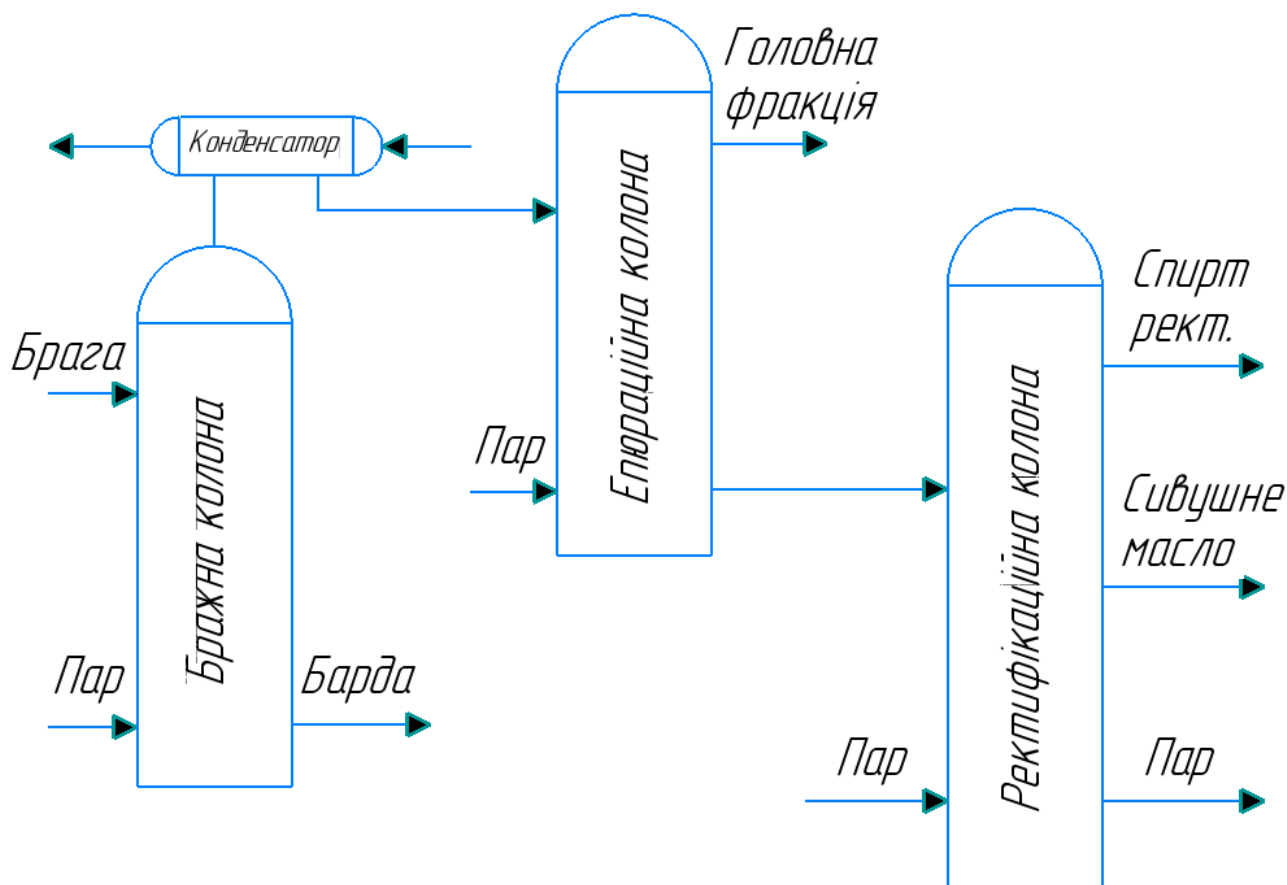 Головна
фракція
Конденсатор
Епюраційна колона
Брага
Бражна колона
Пар
Барда
Пар
Спирт
рект.
Сивушне
масло
Ректифікаційна колона
Пар
Пар